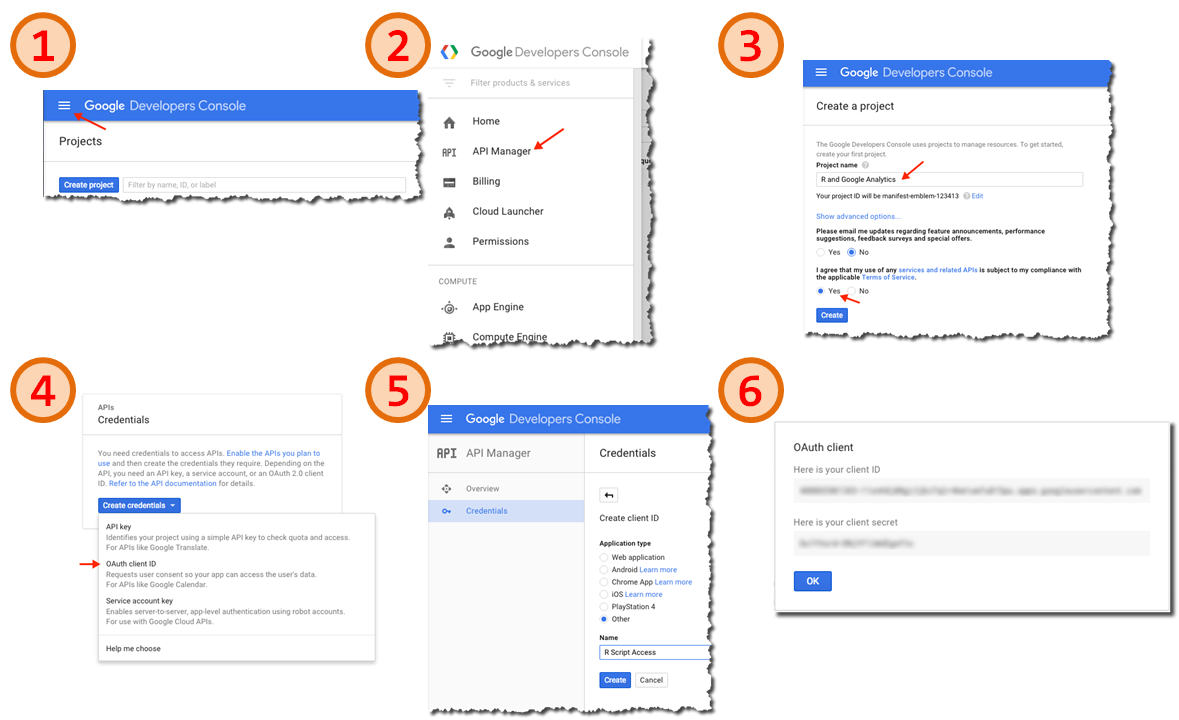 1
Google Developers Console
Projects
Create project
Filter by name, ID, or label
2
Google Developers Console
Filter products & services
Home
API
API Manager
Billing
Cloud Launcher
Permissions
COMPUTE
App Engine
Compute Engine
3
Google Developers Console
Create a project
The Google Developers Console uses projects to manage resources. To get started,
create your first project.
Project name ?
R and Google Analytics
Your project ID will be manifest-emblem-123413 ? Edit
Show advanced options...
Please email me updates regarding feature announcements, performance
suggestions, feedback surveys and special offers.
Yes No
I agree that my use of any services and related APIs is subject to my compliance with
the applicable Terms of Service.
Yes No
Create
4
APIs
Credentials
You need credentials to access APIs. Enable the APIs you plan to
use and then create the credentials they require. Depending on the
API, you need an API key, a service account, or an OAuth 2.0 client
ID. Refer to the API documentation for details.
Create credentials
API key
Identifies your project using a simple API key to check quota and access.
For APIs like Google Translate.
OAuth client ID
Requests user consent so your app can access the user's data.
For APIs like Google Calendar.
Service account key
Enables server-to-server, app-level authentication using robot accounts.
For use with Google Cloud APIs.
Help me choose
5
Google Developers Console
API API Manager
Overview
Credentials
Credentials
Create client ID
Application type
Web application
Android Learn more
Chrome App Learn more
iOS Learn more
PlayStation 4
Other
Name
R Script Access
Create Cancel
6
OAuth client
Here is your client ID
Here is your client secret
OK